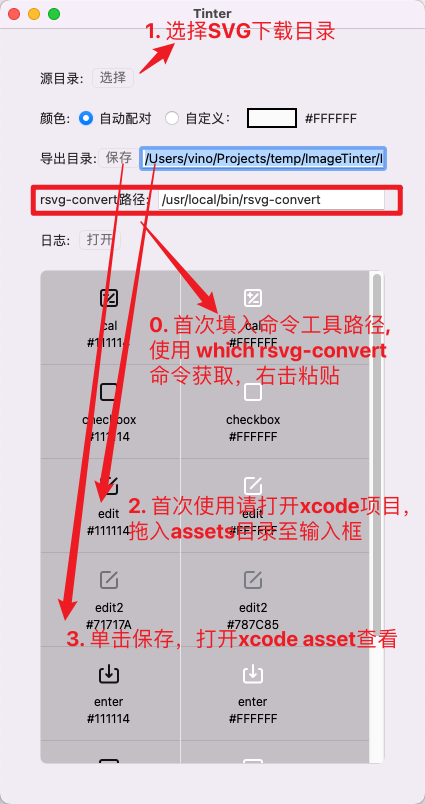 Tinter
1. 选择SVG下载目录
源目录: 选择
颜色: 自动配对 自定义： #FFFFFF
导出目录: 保存 /Users/vino/Projects/temp/ImageTinter/I
rsvg-convert路径: /usr/local/bin/rsvg-convert
日志: 打开
0. 首次填入命令工具路径,
使用 which rsvg-convert
命令获取，右击粘贴
cal cal
#111114 #FFFFFF
checkbox checkbox
#111114 #FFFFFF
2. 首次使用请打开xcode项目,
拖入assets目录至输入框
edit edit
#111114 #FFFFFF
edit2 edit2
#71717A #787C85
3. 单击保存，打开xcode asset查看
enter enter
#111114 #FFFFFF